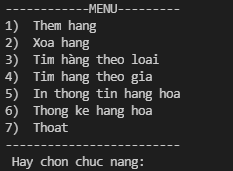 ------------MENU---------
1)  Them hang
2)  Xoa hang
3)  Tim hàng theo loai
4)  Tim hang theo gia
5)  In thong tin hang hoa
6)  Thong ke hang hoa
7)  Thoat
-------------------------
 Hay chon chuc nang: